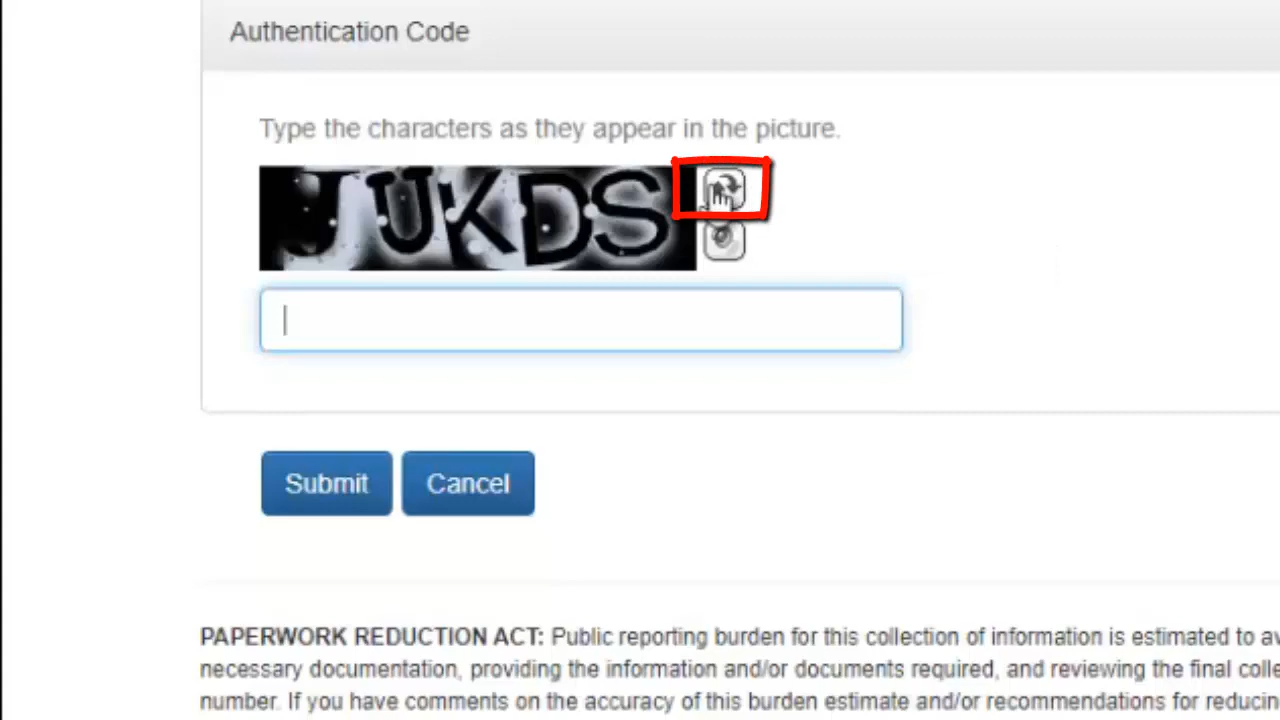 Authentication Code
Type the characters as they appear in the picture.
JUKDS
Submit
Cancel
PAPERWORK REDUCTION ACT: Public reporting burden for this collection of information is estimated to av
necessary documentation, providing the information and/or documents required, and reviewing the final colle
number. If you have comments on the accuracy of this burden estimate and/or recommendations for reducin